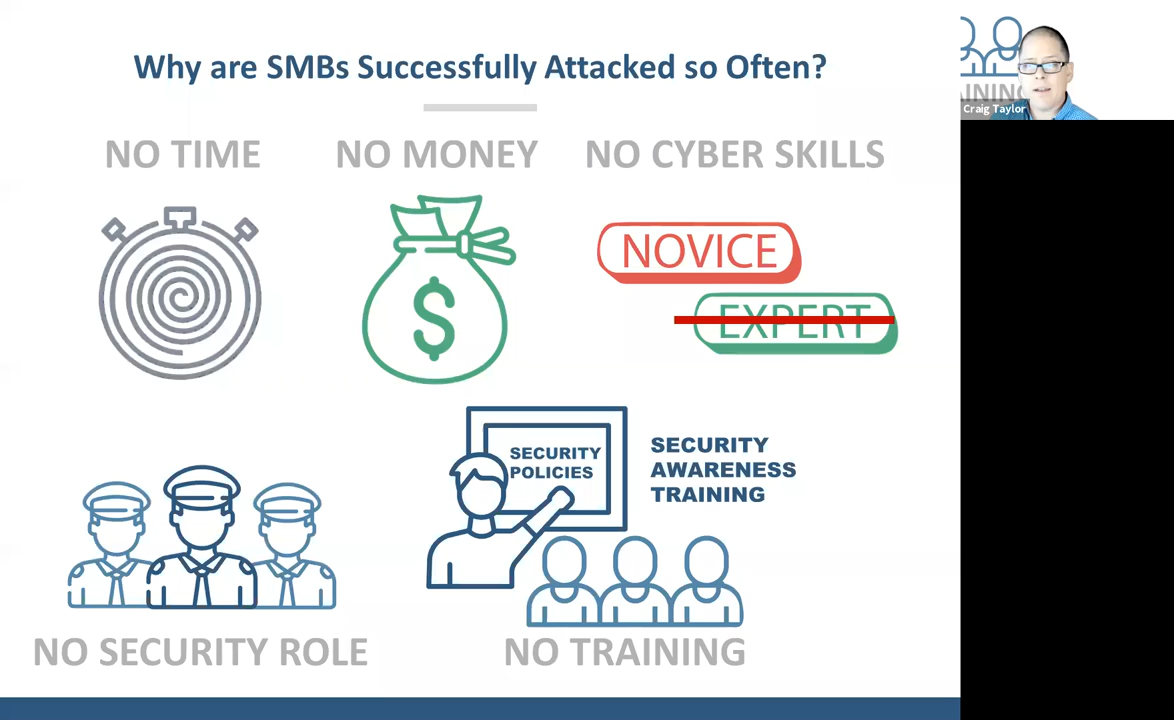 Why are SMBs Successfully Attacked so Often?
NO TIME
NO MONEY
NO CYBER SKILLS
NOVICE
EXPERT
$
SECURITY
POLICIES
SECURITY
AWARENESS
TRAINING
NO SECURITY ROLE
NO TRAINING
AINING
Craig Taylor